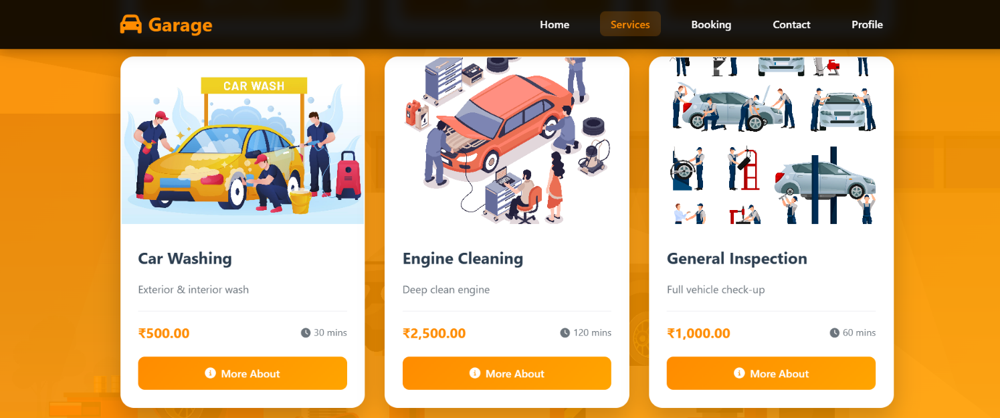 Garage
Home Services Booking Contact Profile
CAR WASH
Car Washing
Exterior & interior wash
₹500.00 30 mins
More About
Engine Cleaning
Deep clean engine
₹2,500.00 120 mins
More About
General Inspection
Full vehicle check-up
₹1,000.00 60 mins
More About